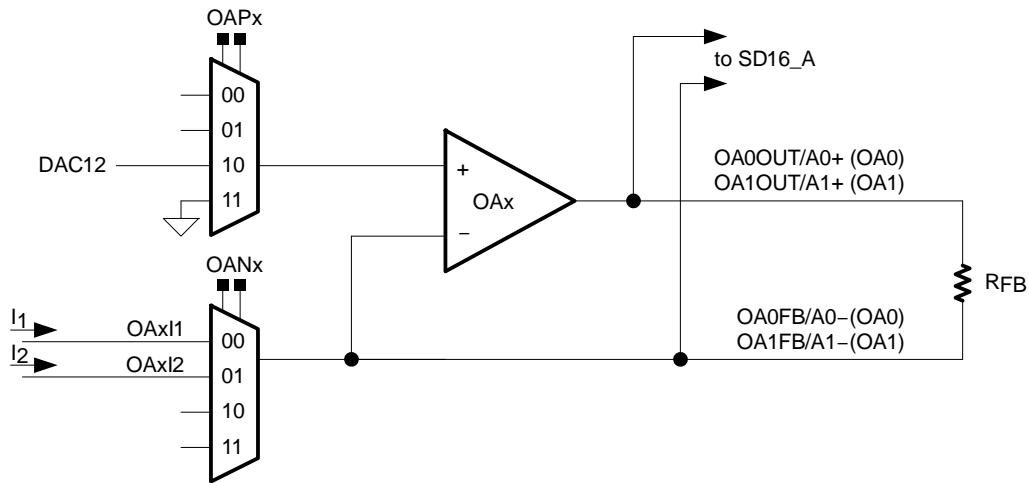 OAPx
00
01
DAC12
10
11
to SD16_A
+
OAx
−
OA0OUT/A0+ (OA0)
OA1OUT/A1+ (OA1)
RFB
OANx
I1
OAxI1
00
I2
OAxI2
01
10
11
OA0FB/A0−(OA0)
OA1FB/A1−(OA1)